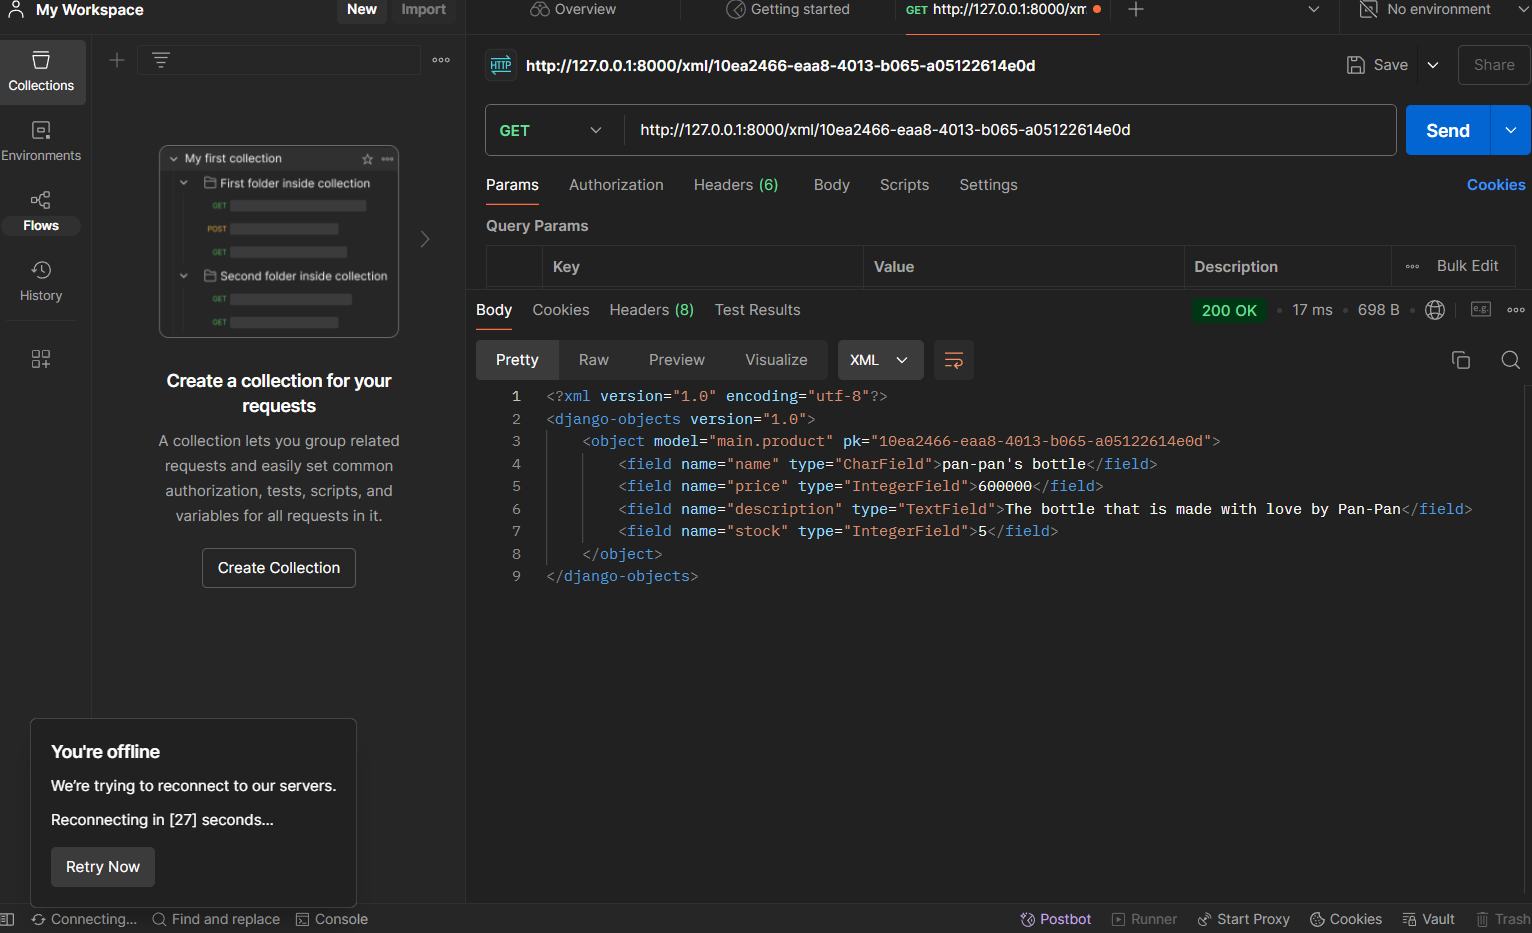 My Workspace
New
Import
Overview
Getting started
GET http://127.0.0.1:8000/xm
No environment
Collections
Environments
Flows
History
My first collection
First folder inside collection
GET
POST
GET
Second folder inside collection
GET
GET
Create a collection for your
requests
A collection lets you group related
requests and easily set common
authorization, tests, scripts, and
variables for all requests in it.
Create Collection
You're offline
We're trying to reconnect to our servers.
Reconnecting in [27] seconds...
Retry Now
HTTP http://127.0.0.1:8000/xml/10ea2466-eaa8-4013-b065-a05122614e0d
Save
Share
GET
http://127.0.0.1:8000/xml/10ea2466-eaa8-4013-b065-a05122614e0d
Send
Params Authorization Headers (6) Body Scripts Settings
Cookies
Query Params
Key Value Description Bulk Edit
Body Cookies Headers (8) Test Results
200 OK 17 ms 698 B e.g.
Pretty Raw Preview Visualize XML
1 <?xml version="1.0" encoding="utf-8"?>
2 <django-objects version="1.0">
3 <object model="main.product" pk="10ea2466-eaa8-4013-b065-a05122614e0d">
4 <field name="name" type="CharField">pan-pan's bottle</field>
5 <field name="price" type="IntegerField">600000</field>
6 <field name="description" type="TextField">The bottle that is made with love by Pan-Pan</field>
7 <field name="stock" type="IntegerField">5</field>
8 </object>
9 </django-objects>
Connecting... Find and replace Console
Postbot Runner Start Proxy Cookies Vault Trash